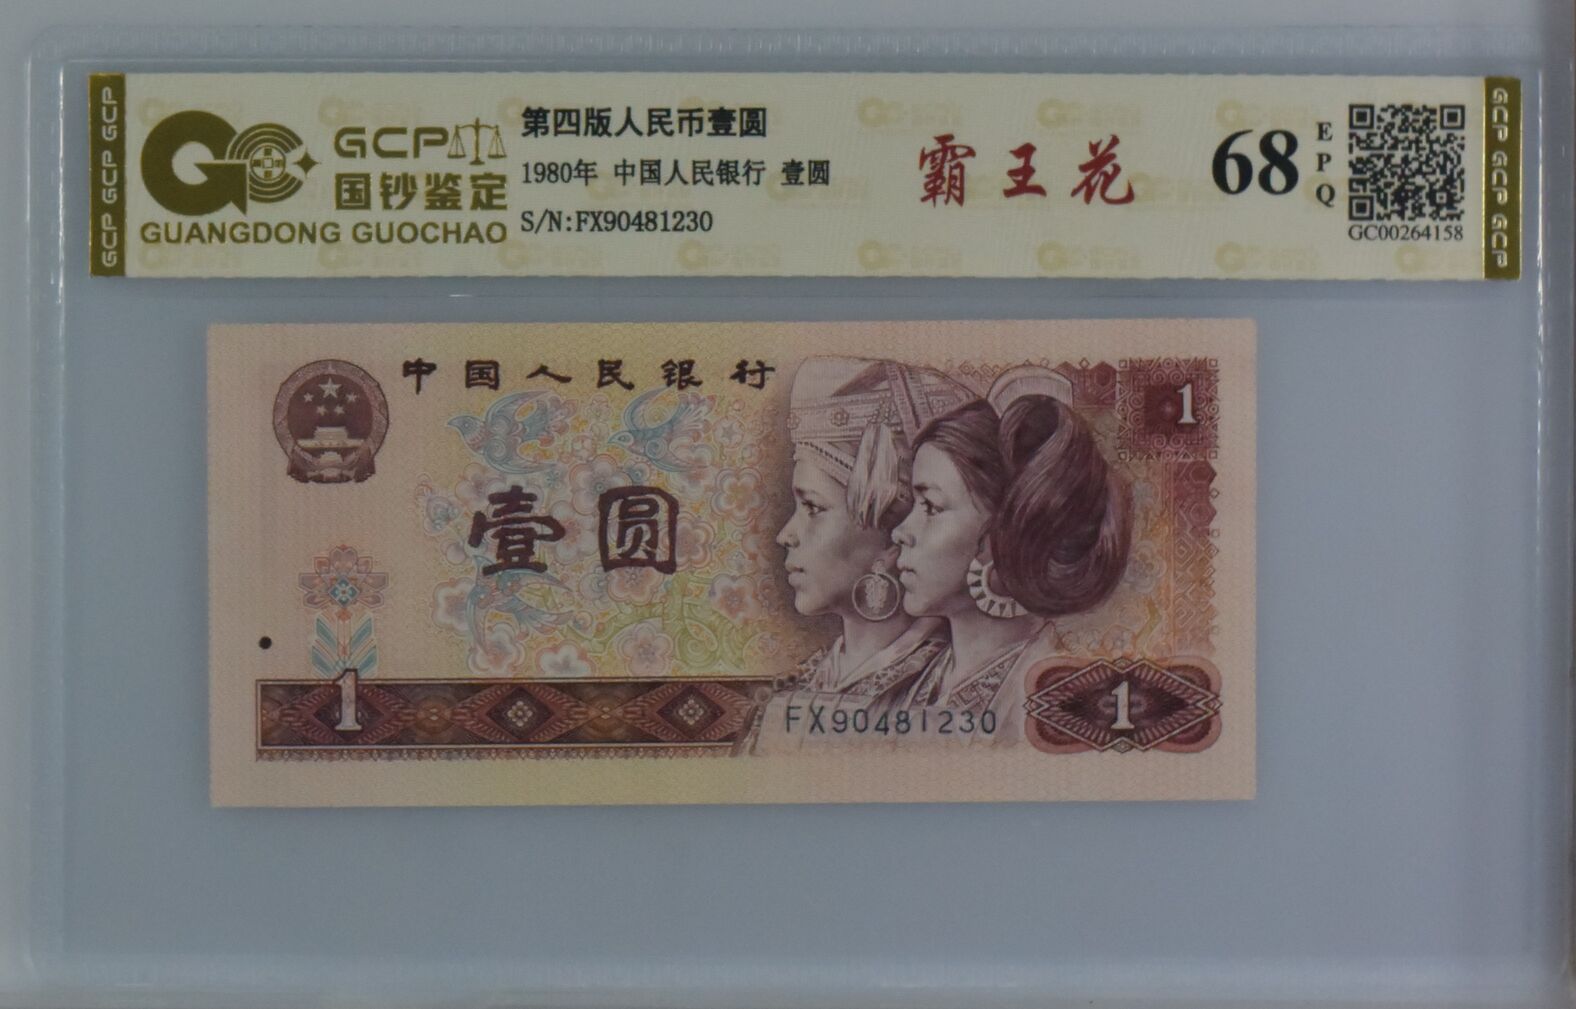 GCP GCP GCP
GCP
国钞鉴定
GUANGDONG GUOCHAO
第四版人民币壹圆
1980年 中国人民银行 壹圆
S/N:FX90481230
霸王花
68
EPQ
GC00264158
GCP GCP GCP
中国人民银行
1
壹圆
1
FX90481230
1